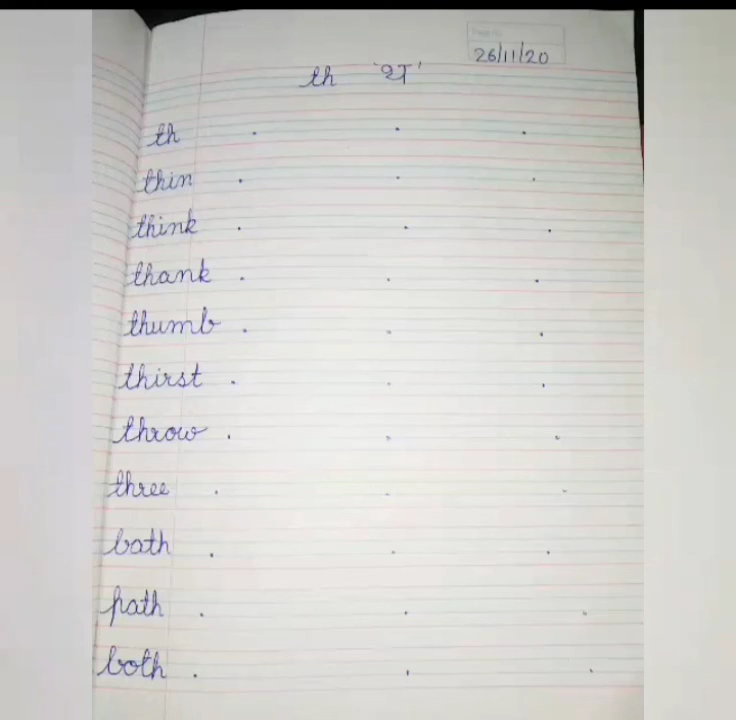 26/11/20
th 'थ'
th . . .
thin . . .
think . . .
thank . . .
thumb . . .
thirst . . .
throw . . .
three . . .
bath . . .
path . . .
both . . .